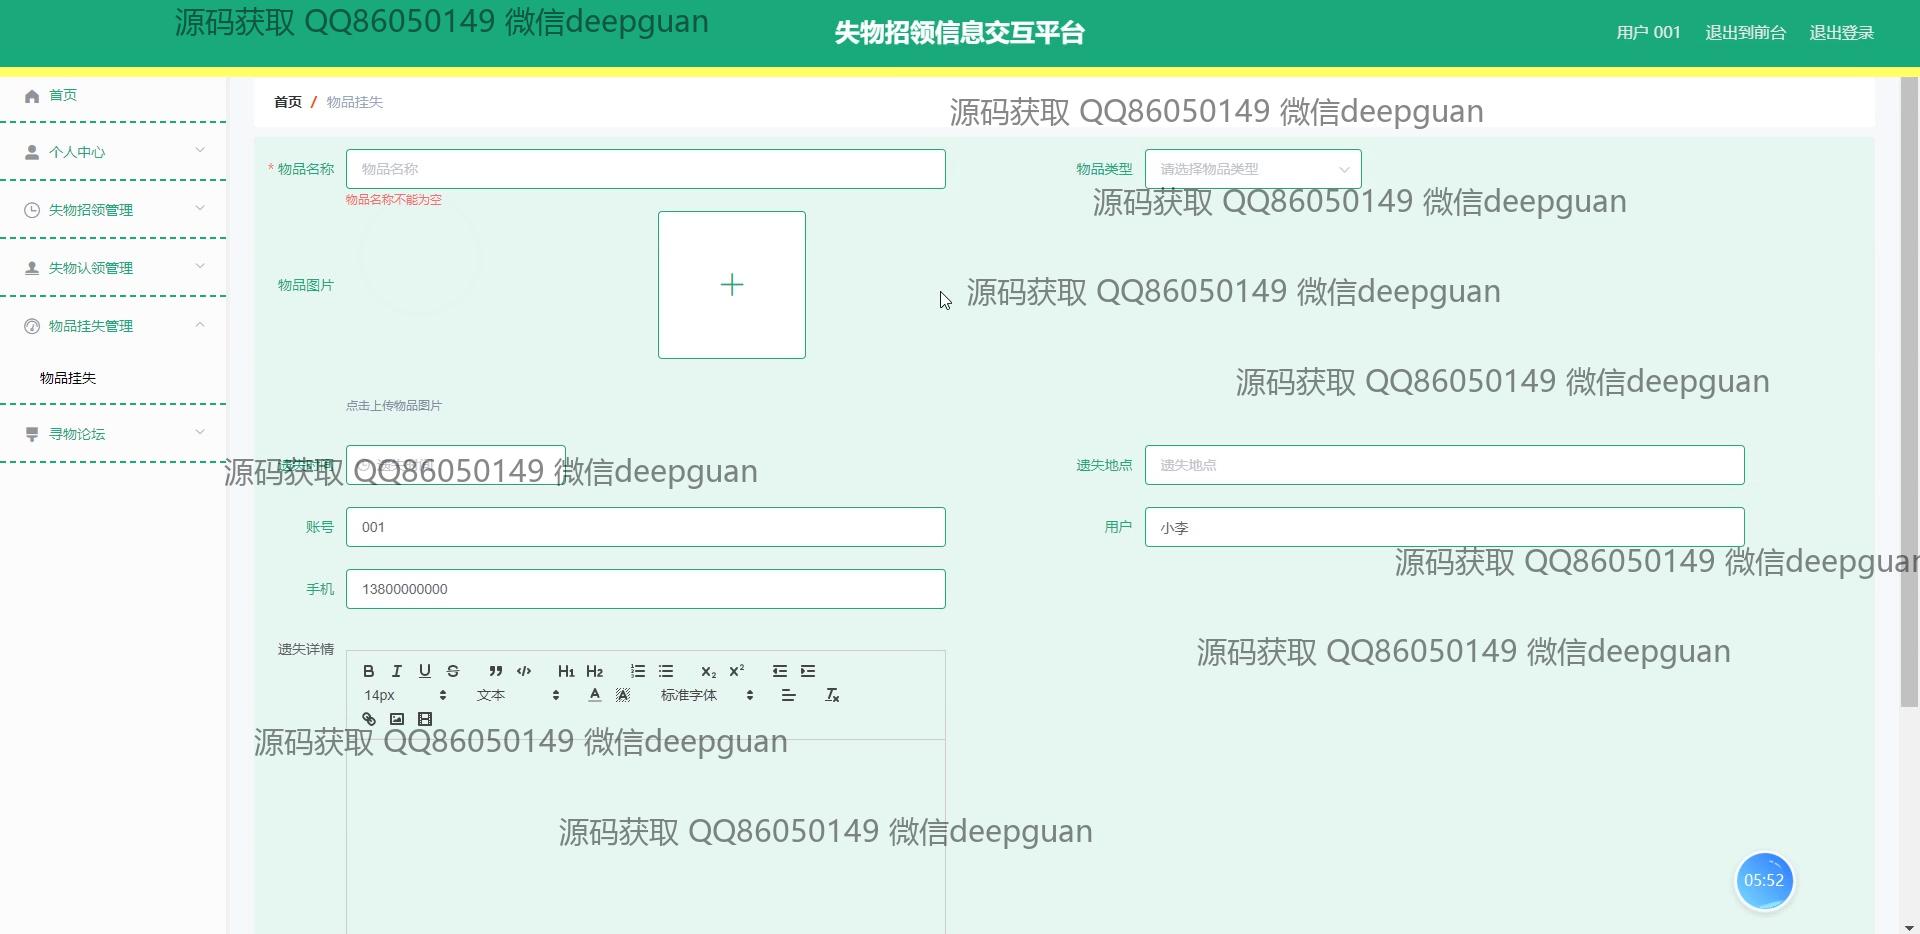 源码获取 QQ86050149 微信deepguan
失物招领信息交互平台
用户 001 退出到前台 退出登录
首页
首页 / 物品挂失
源码获取 QQ86050149 微信deepguan
个人中心
* 物品名称 物品名称
物品类型 请选择物品类型
物品名称不能为空
源码获取 QQ86050149 微信deepguan
失物招领管理
失物认领管理
物品图片
源码获取 QQ86050149 微信deepguan
物品挂失管理
物品挂失
源码获取 QQ86050149 微信deepguan
点击上传物品图片
寻物论坛
遗失时间 遗失时间
源码获取 QQ86050149 微信deepguan
遗失地点 遗失地点
账号 001
用户 小李
源码获取 QQ86050149 微信deepguan
手机 13800000000
遗失详情
源码获取 QQ86050149 微信deepguan
B I U S H1 H2 X2 X2
14px 文本 A A 标准字体 Tx
源码获取 QQ86050149 微信deepguan
源码获取 QQ86050149 微信deepguan
05:52